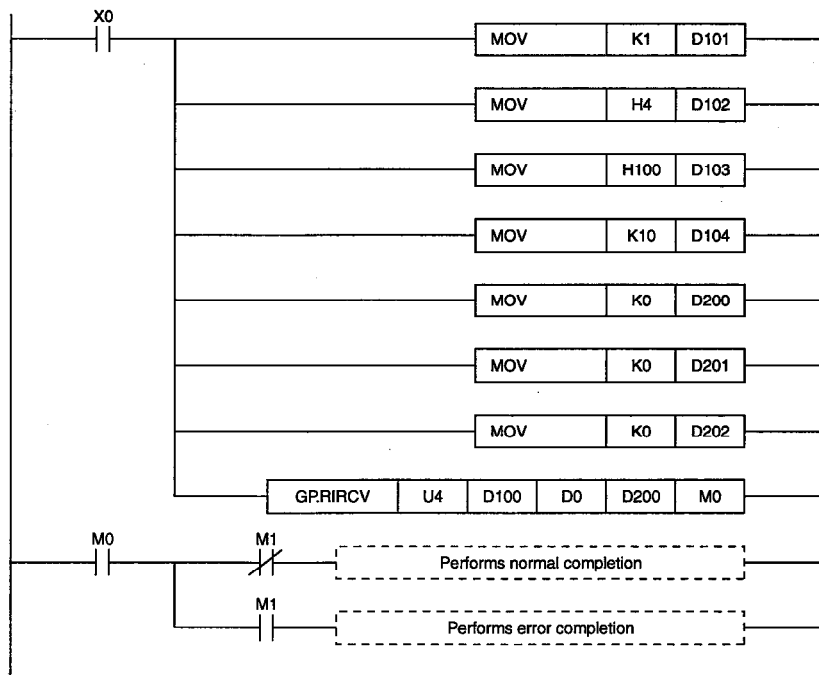 X0
MOV K1 D101
MOV H4 D102
MOV H100 D103
MOV K10 D104
MOV K0 D200
MOV K0 D201
MOV K0 D202
GP.RIRCV U4 D100 D0 D200 M0
M0 M1
Performs normal completion
M1
Performs error completion